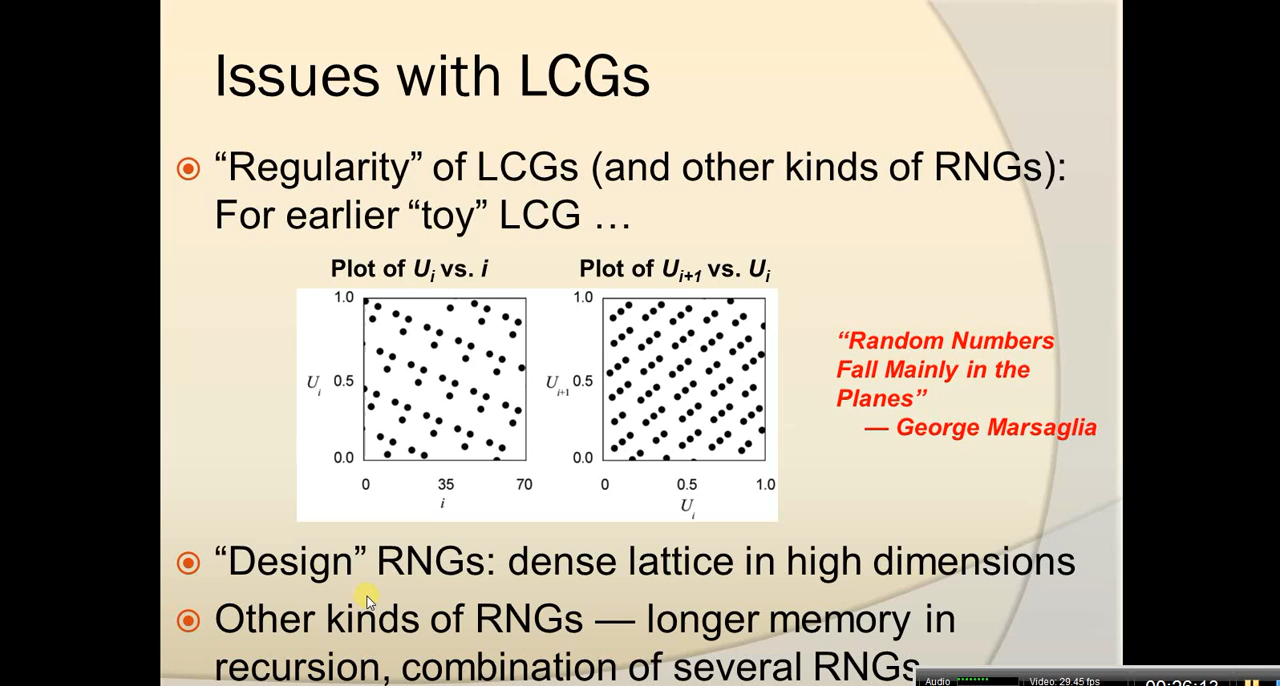 Issues with LCGs
“Regularity” of LCGs (and other kinds of RNGs):
For earlier “toy” LCG …
Plot of Ui vs. i
Plot of Ui+1 vs. Ui
1.0
Ui 0.5
0.0
0 35 70
i
1.0
Ui+1 0.5
0.0
0 0.5 1.0
Ui
“Random Numbers
Fall Mainly in the
Planes”
— George Marsaglia
“Design” RNGs: dense lattice in high dimensions
Other kinds of RNGs — longer memory in
recursion, combination of several RNGs
Audio Video: 29.45 fps 00:26:13